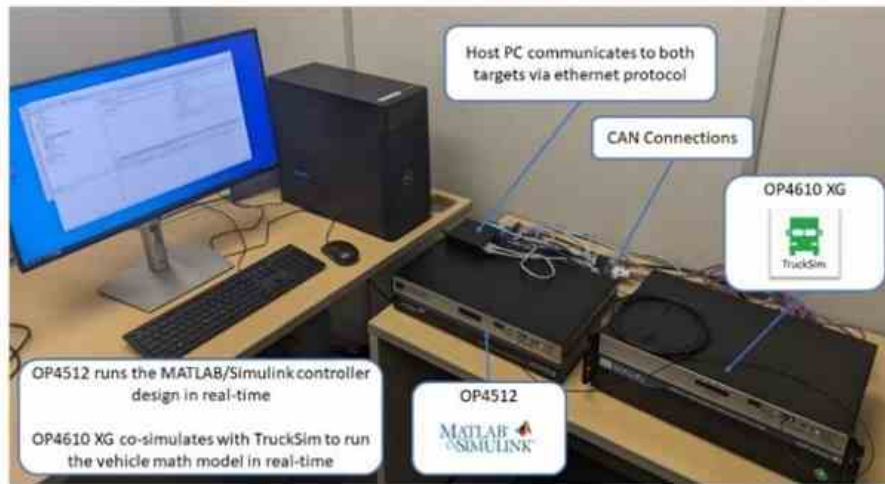 Host PC communicates to both
targets via ethernet protocol
CAN Connections
OP4610 XG
TruckSim
OP4512 runs the MATLAB/Simulink controller
design in real-time
OP4610 XG co-simulates with TruckSim to run
the vehicle math model in real-time
OP4512
MATLAB
&SIMULINK